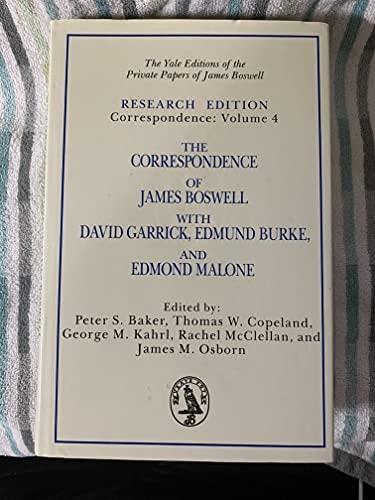 The Yale Editions of the
Private Papers of James Boswell
RESEARCH EDITION
Correspondence: Volume 4
THE
CORRESPONDENCE
OF
JAMES BOSWELL
WITH
DAVID GARRICK, EDMUND BURKE,
AND
EDMOND MALONE
Edited by:
Peter S. Baker, Thomas W. Copeland,
George M. Kahrl, Rachel McClellan, and
James M. Osborn